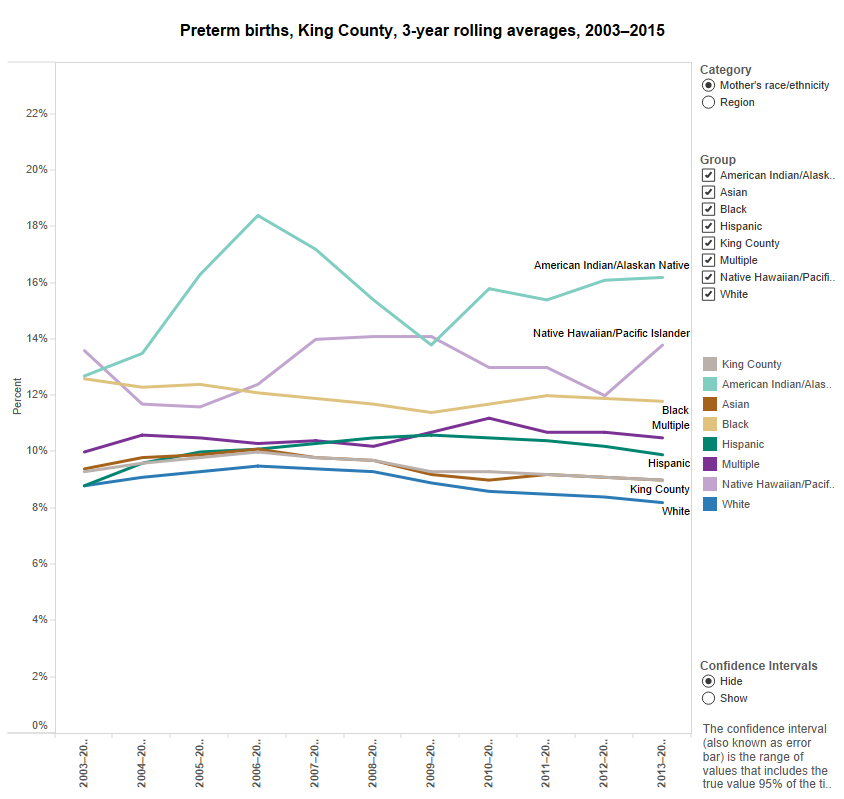 Preterm births, King County, 3-year rolling averages, 2003–2015
22%
20%
18%
16%
14%
12%
10%
8%
6%
4%
2%
0%
Percent
American Indian/Alaskan Native
Native Hawaiian/Pacific Islander
Black
Multiple
Hispanic
King County
White
2003–20..
2004–20..
2005–20..
2006–20..
2007–20..
2008–20..
2009–20..
2010–20..
2011–20..
2012–20..
2013–20..
Category
Mother's race/ethnicity
Region
Group
American Indian/Alask..
Asian
Black
Hispanic
King County
Multiple
Native Hawaiian/Pacifi..
White
King County
American Indian/Alas..
Asian
Black
Hispanic
Multiple
Native Hawaiian/Pacif..
White
Confidence Intervals
Hide
Show
The confidence interval
(also known as error
bar) is the range of
values that includes the
true value 95% of the ti..